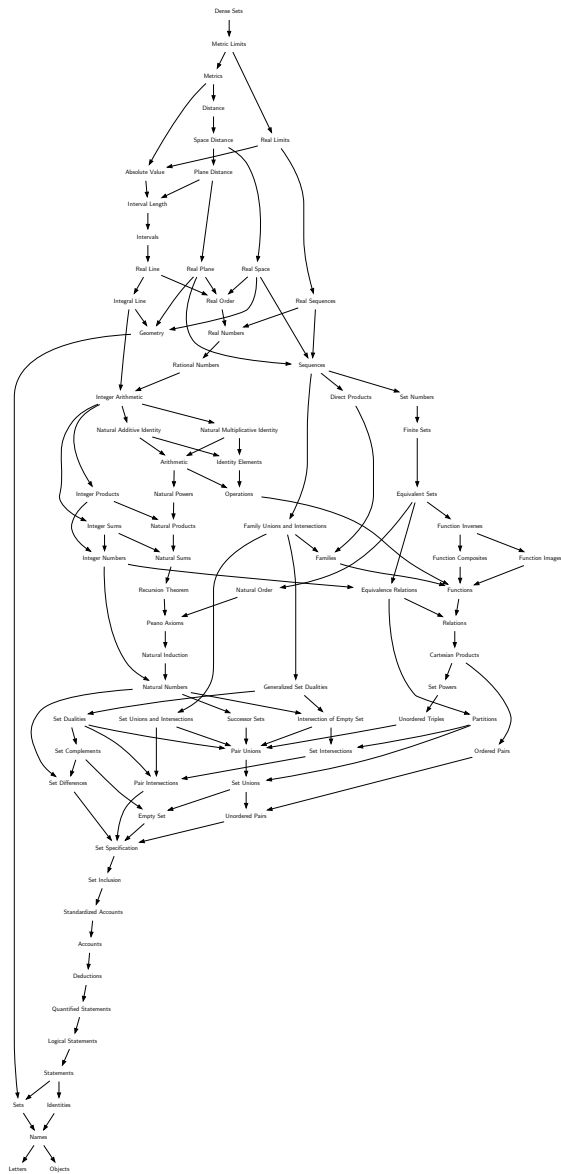 Dense Sets
Metric Limits
Metrics
Distance
Space Distance
Real Limits
Absolute Value
Plane Distance
Interval Length
Intervals
Real Line
Real Plane
Real Space
Integral Line
Real Order
Real Sequences
Geometry
Real Numbers
Rational Numbers
Sequences
Integer Arithmetic
Direct Products
Set Numbers
Natural Additive Identity
Natural Multiplicative Identity
Finite Sets
Arithmetic
Identity Elements
Integer Products
Natural Powers
Operations
Equivalent Sets
Integer Sums
Natural Products
Family Unions and Intersections
Function Inverses
Integer Numbers
Natural Sums
Families
Function Composites
Function Images
Recursion Theorem
Natural Order
Equivalence Relations
Functions
Peano Axioms
Relations
Natural Induction
Cartesian Products
Natural Numbers
Generalized Set Dualities
Set Powers
Set Dualities
Set Unions and Intersections
Successor Sets
Intersection of Empty Set
Unordered Triples
Partitions
Set Complements
Pair Unions
Set Intersections
Ordered Pairs
Set Differences
Pair Intersections
Set Unions
Empty Set
Unordered Pairs
Set Specification
Set Inclusion
Standardized Accounts
Accounts
Deductions
Quantified Statements
Logical Statements
Statements
Sets
Identities
Names
Letters
Objects